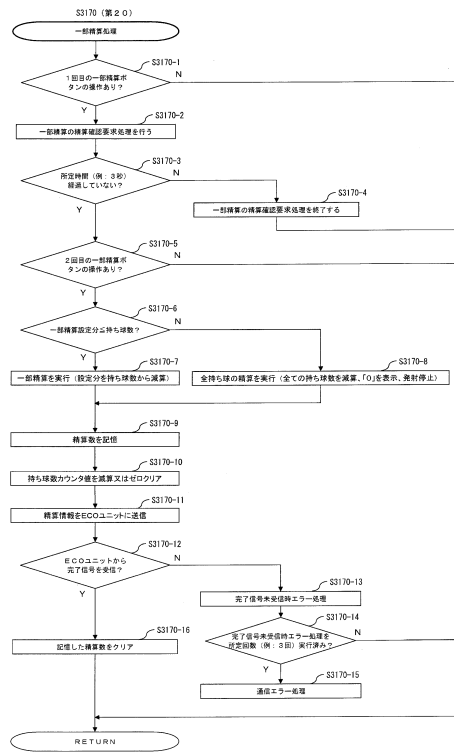 S3170 (第20)
一部精算処理
S3170-1
1回目の一部精算ボ
タンの操作あり？
N
Y
S3170-2
一部精算の精算確認要求処理を行う
S3170-3
所定時間（例：3秒）
経過していない？
N
Y
S3170-4
一部精算の精算確認要求処理を終了する
S3170-5
2回目の一部精算ボ
タンの操作あり？
N
Y
S3170-6
一部精算設定分≦持ち球数？
N
Y
S3170-7
一部精算を実行（設定分を持ち球数から減算）
S3170-8
全持ち球の精算を実行（全ての持ち球数を減算、「0」を表示、発射停止）
S3170-9
精算数を記憶
S3170-10
持ち球数カウンタ値を減算又はゼロクリア
S3170-11
精算情報をECOユニットに送信
S3170-12
ECOユニットから
完了信号を受信？
N
Y
S3170-13
完了信号未受信時エラー処理
S3170-14
完了信号未受信時エラー処理を
所定回数（例：3回）実行済み？
N
Y
S3170-15
通信エラー処理
S3170-16
記憶した精算数をクリア
RETURN